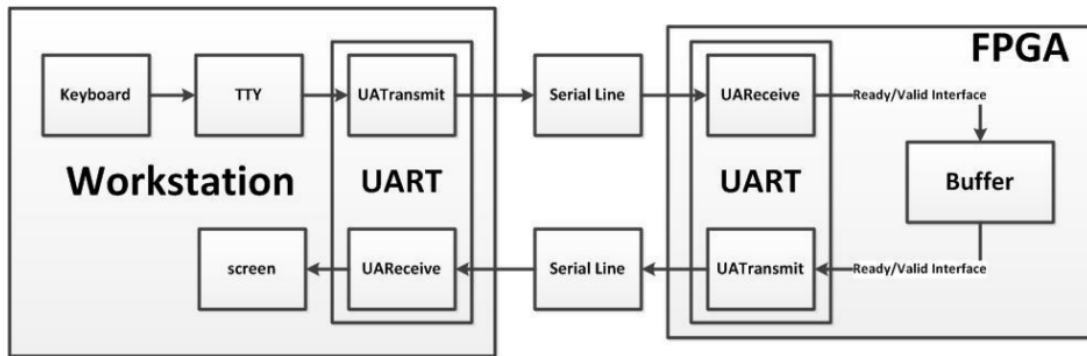 FPGA
Keyboard
TTY
UATransmit
Serial Line
UAReceive
Ready/Valid Interface
Workstation
UART
UART
Buffer
screen
UAReceive
Serial Line
UATransmit
Ready/Valid Interface